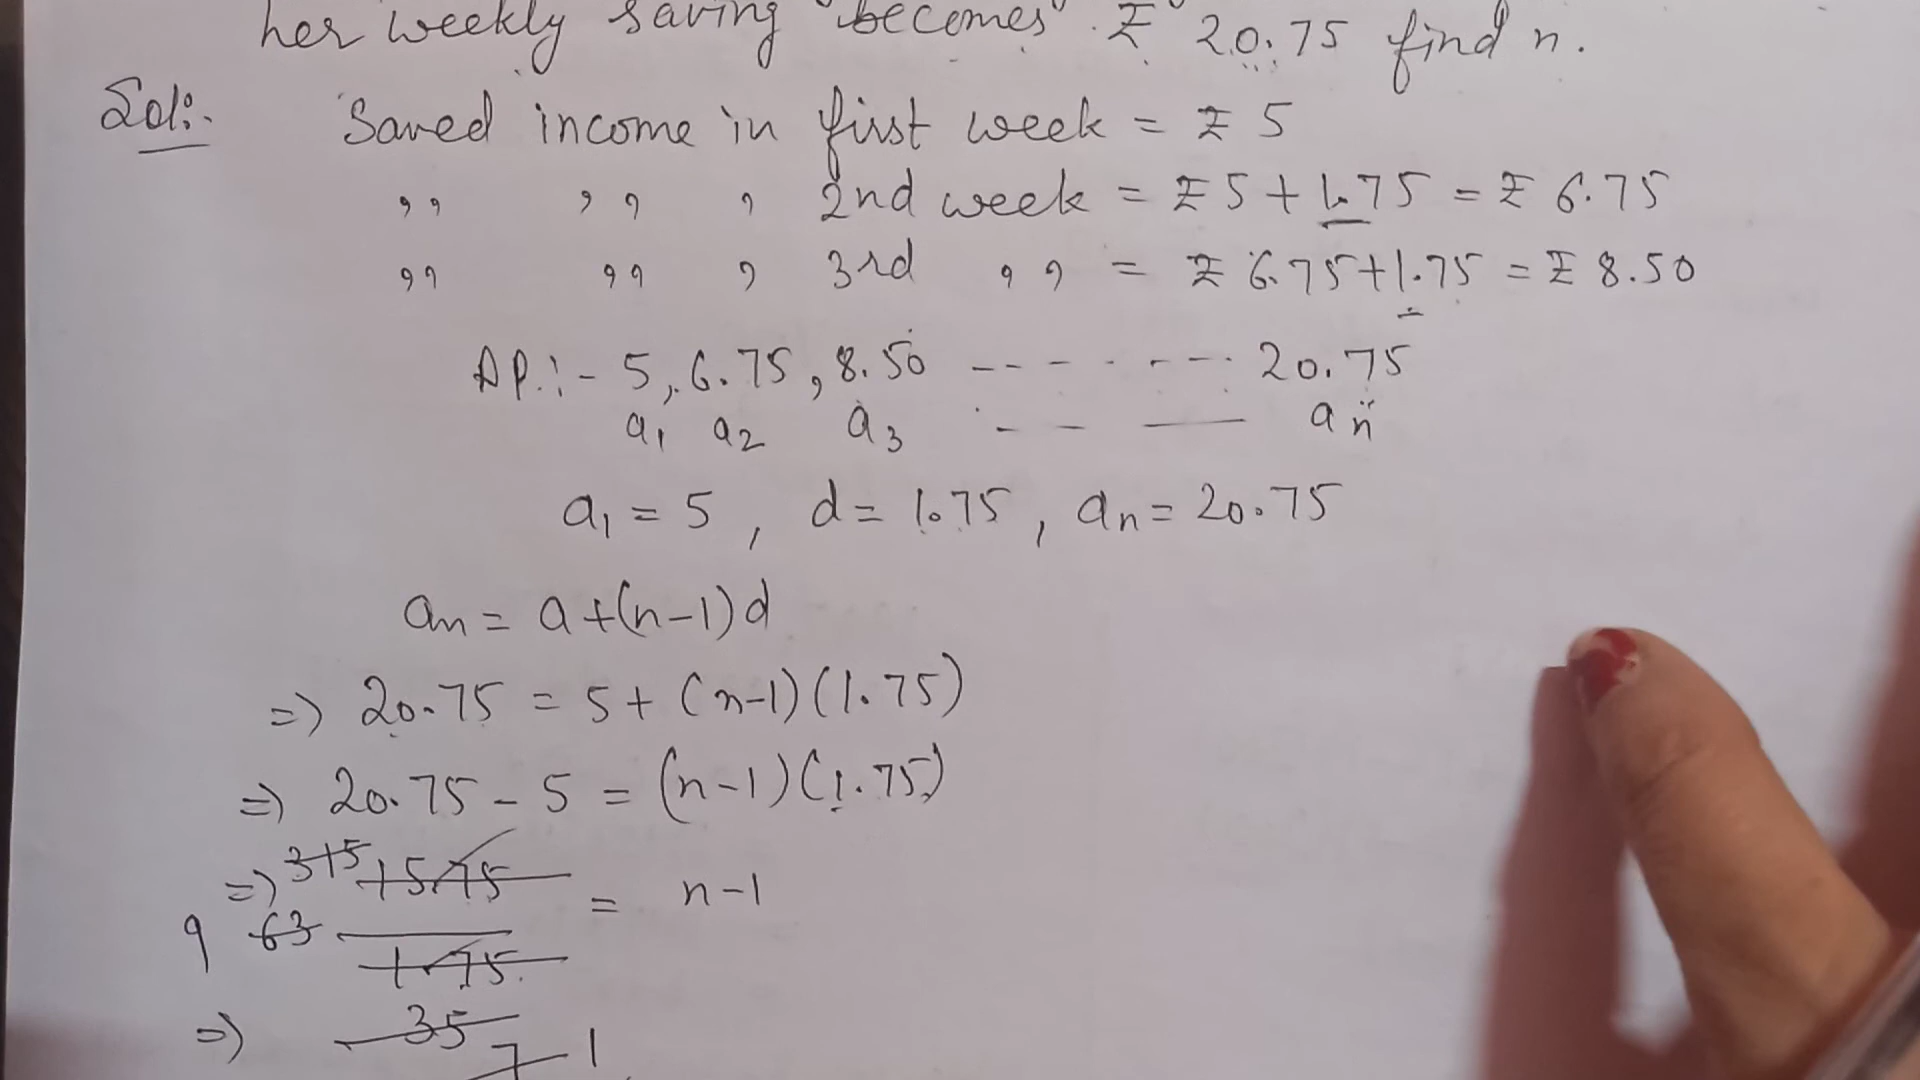 her weekly saving "becomes" ₹ 20.75 find n.
Sol:- Saved income in first week = ₹ 5
,, ,, , 2nd week = ₹ 5 + 1.75 = ₹ 6.75
,, ,, , 3rd ,, = ₹ 6.75+1.75 = ₹ 8.50
AP.:- 5, 6.75, 8.50 ------- 20.75
a1 a2 a3 ---- an
a1 = 5 , d = 1.75 , an = 20.75
an = a+(n-1)d
=) 20.75 = 5+ (n-1)(1.75)
=) 20.75 - 5 = (n-1)(1.75)
=) 315 15.75 = n-1
9 63
1.75
=) 35
7 1